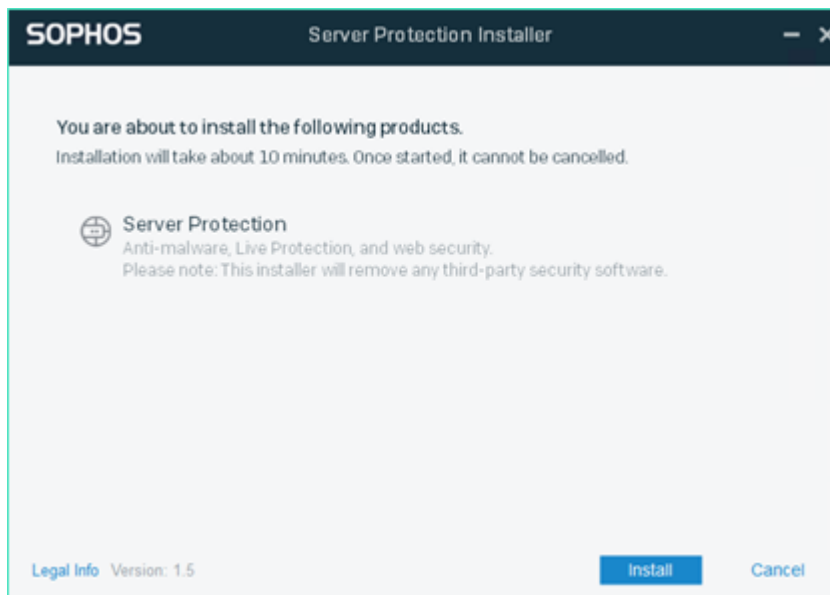 SOPHOS
Server Protection Installer
You are about to install the following products.
Installation will take about 10 minutes. Once started, it cannot be cancelled.
Server Protection
Anti-malware, Live Protection, and web security.
Please note: This installer will remove any third-party security software.
Legal Info Version: 1.5
Install
Cancel